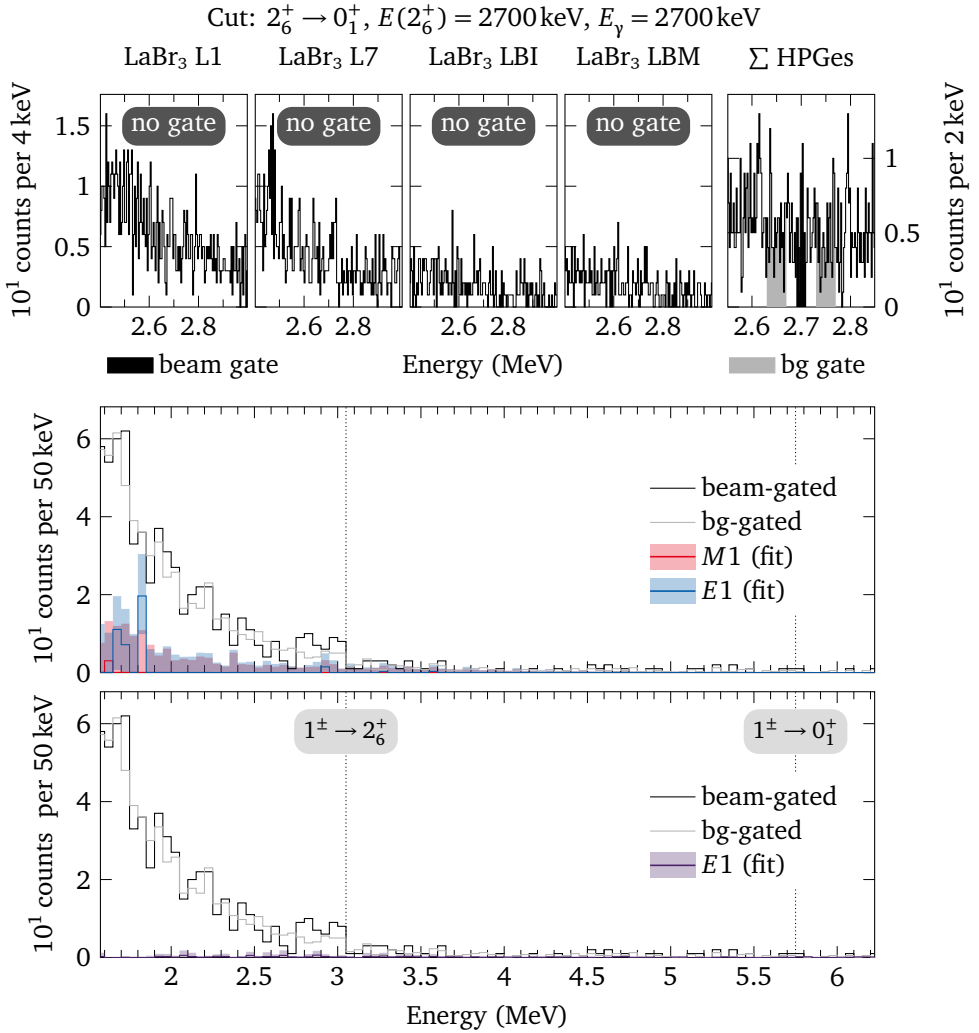 Cut: 2₆⁺ → 0₁⁺, E(2₆⁺) = 2700 keV, Eᵧ = 2700 keV
LaBr₃ L1 LaBr₃ L7 LaBr₃ LBI LaBr₃ LBM ∑ HPGes
no gate no gate no gate no gate
10¹ counts per 4 keV
1.5
1
0.5
0
10¹ counts per 2 keV
1
0.5
0
2.6 2.8 2.6 2.8 2.6 2.8 2.6 2.8 2.6 2.7 2.8
beam gate Energy (MeV) bg gate
10¹ counts per 50 keV
6
4
2
0
beam-gated
bg-gated
M1 (fit)
E1 (fit)
10¹ counts per 50 keV
6
4
2
0
1± → 2₆⁺ 1± → 0₁⁺
beam-gated
bg-gated
E1 (fit)
2 2.5 3 3.5 4 4.5 5 5.5 6
Energy (MeV)